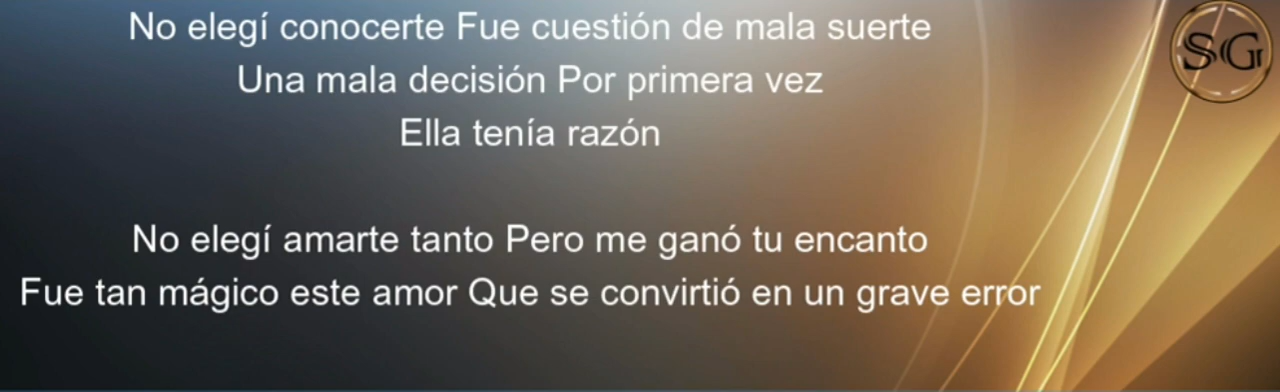 No elegí conocerte Fue cuestión de mala suerte
SG
Una mala decisión Por primera vez
Ella tenía razón
No elegí amarte tanto Pero me ganó tu encanto
Fue tan mágico este amor Que se convirtió en un grave error